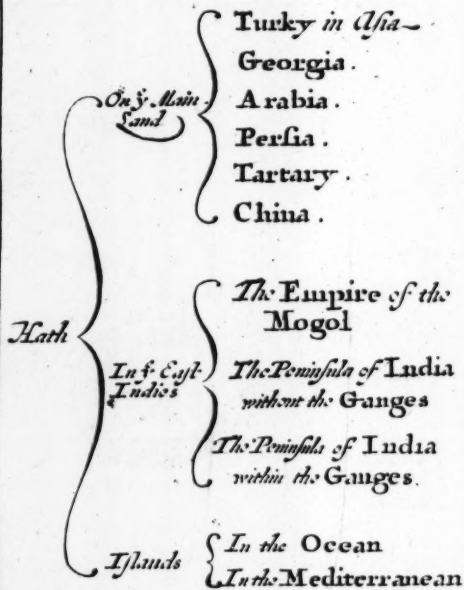 Hath
On yͤ Main
Land
Turky in Aſia
Georgia.
Arabia.
Perſia.
Tartary.
China.
In yͤ Eaſt-
Indies
The Empire of the
Mogol
The Peninſula of India
without the Ganges
The Peninſula of India
within the Ganges.
Iſlands
In the Ocean
In the Mediterranean